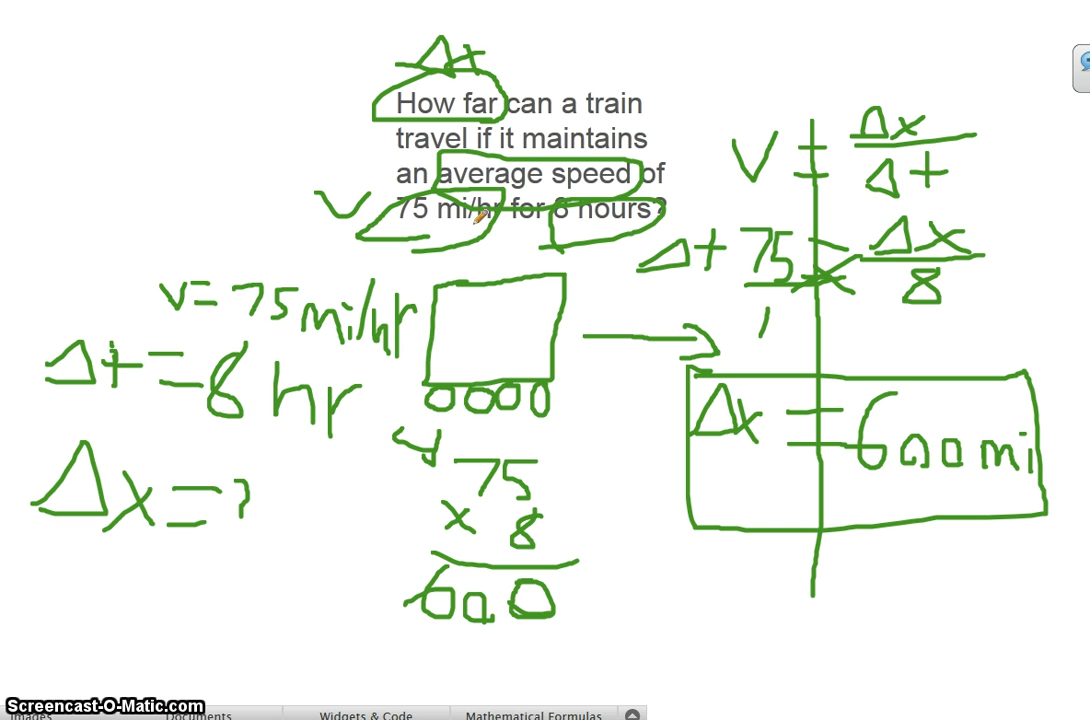 Δx
How far can a train
travel if it maintains
an average speed of
75 mi/hr for 8 hours?
V
V = 75 mi/hr
Δt = 8 hr
Δx = ?
4
75
x 8
600
V = Δx/Δt
Δt 75/1 = Δx/8
Δx = 600 mi
Screencast-O-Matic.com
Images Documents Widgets & Code Mathematical Formulas